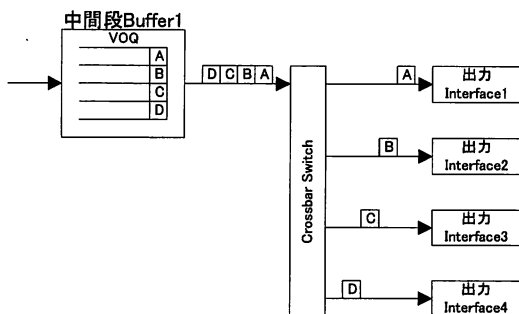 中間段Buffer1
VOQ
A
B
C
D
D C B A
Crossbar Switch
A
出力
Interface1
B
出力
Interface2
C
出力
Interface3
D
出力
Interface4